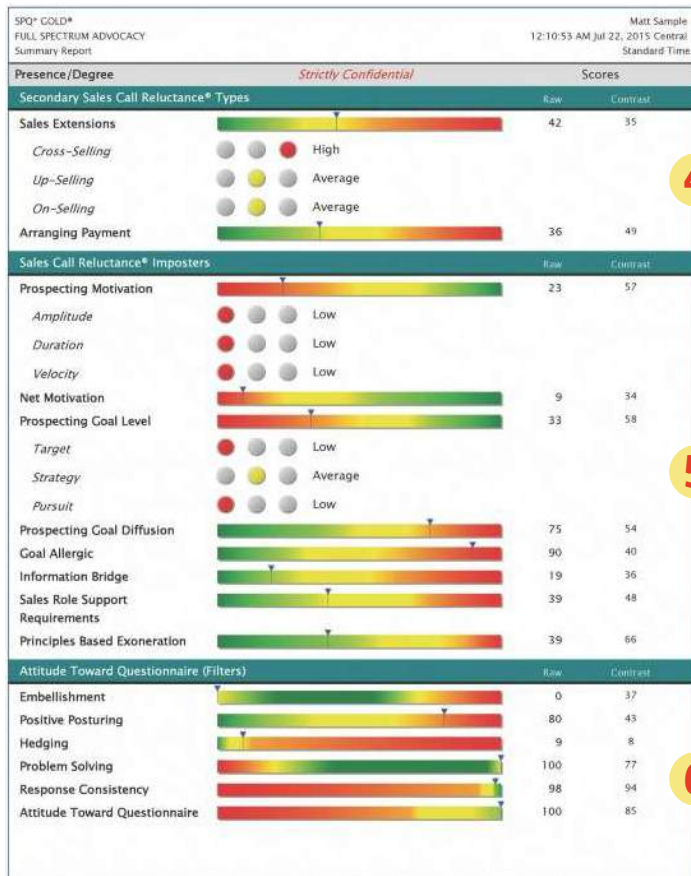 SPQ* GOLD®
Matt Sample
FULL SPECTRUM ADVOCACY
12:10:53 AM Jul 22, 2015 Central
Summary Report
Standard Time
Presence/Degree Strictly Confidential Scores
Secondary Sales Call Reluctance® Types Raw Contrast
Sales Extensions 42 35
Cross-Selling High
Up-Selling Average
On-Selling Average
Arranging Payment 36 49
Sales Call Reluctance® Imposters Raw Contrast
Prospecting Motivation 23 57
Amplitude Low
Duration Low
Velocity Low
Net Motivation 9 34
Prospecting Goal Level 33 58
Target Low
Strategy Average
Pursuit Low
Prospecting Goal Diffusion 75 54
Goal Allergic 90 40
Information Bridge 19 36
Sales Role Support 39 48
Requirements
Principles Based Exoneration 39 66
Attitude Toward Questionnaire (Filters) Raw Contrast
Embellishment 0 37
Positive Posturing 80 43
Hedging 9 8
Problem Solving 100 77
Response Consistency 98 94
Attitude Toward Questionnaire 100 85
4
5